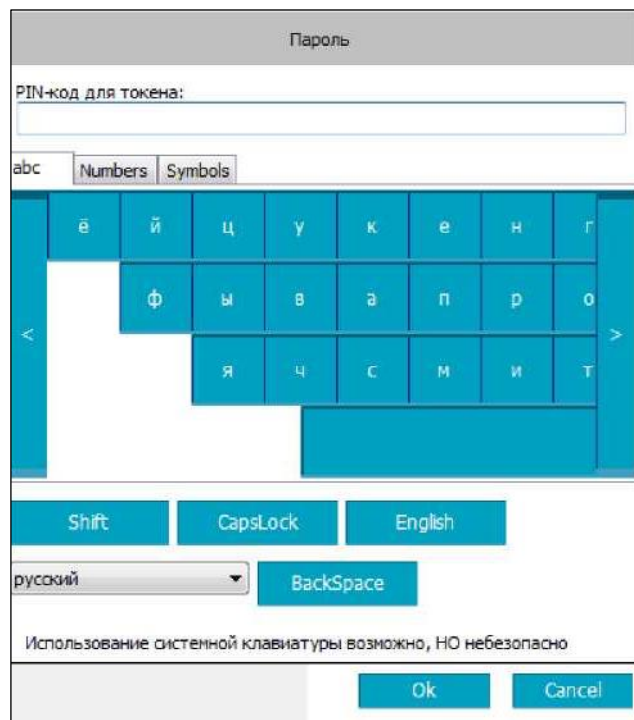 Пароль
PIN-код для токена:
abc Numbers Symbols
ё й ц у к е н г
ф ы в а п р о
< >
я ч с м и т
Shift CapsLock English
русский BackSpace
Использование системной клавиатуры возможно, НО небезопасно
Ok Cancel